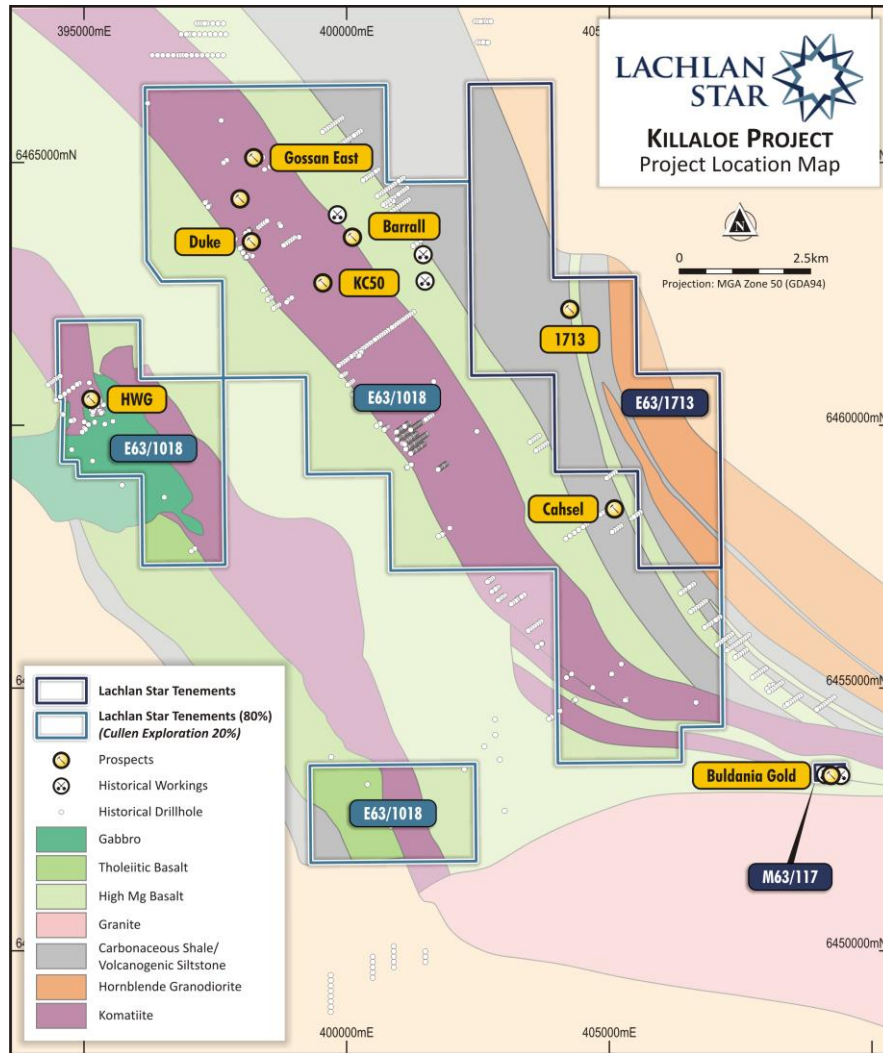 395000mE
400000mE
405
LACHLAN
STAR
KILLALOE PROJECT
Project Location Map
6465000mN
Gossan East
Barrall
Duke
KC50
N
0 2.5km
Projection: MGA Zone 50 (GDA94)
1713
E63/1018
E63/1713
HWG
E63/1018
6460000mN
Cahsel
64
6455000mN
Lachlan Star Tenements
Lachlan Star Tenements (80%)
(Cullen Exploration 20%)
Prospects
Historical Workings
Historical Drillhole
Gabbro
Tholeiitic Basalt
High Mg Basalt
Granite
Carbonaceous Shale/
Volcanogenic Siltstone
Hornblende Granodiorite
Komatiite
E63/1018
Buldania Gold
M63/117
64
6450000mN
400000mE
405000mE